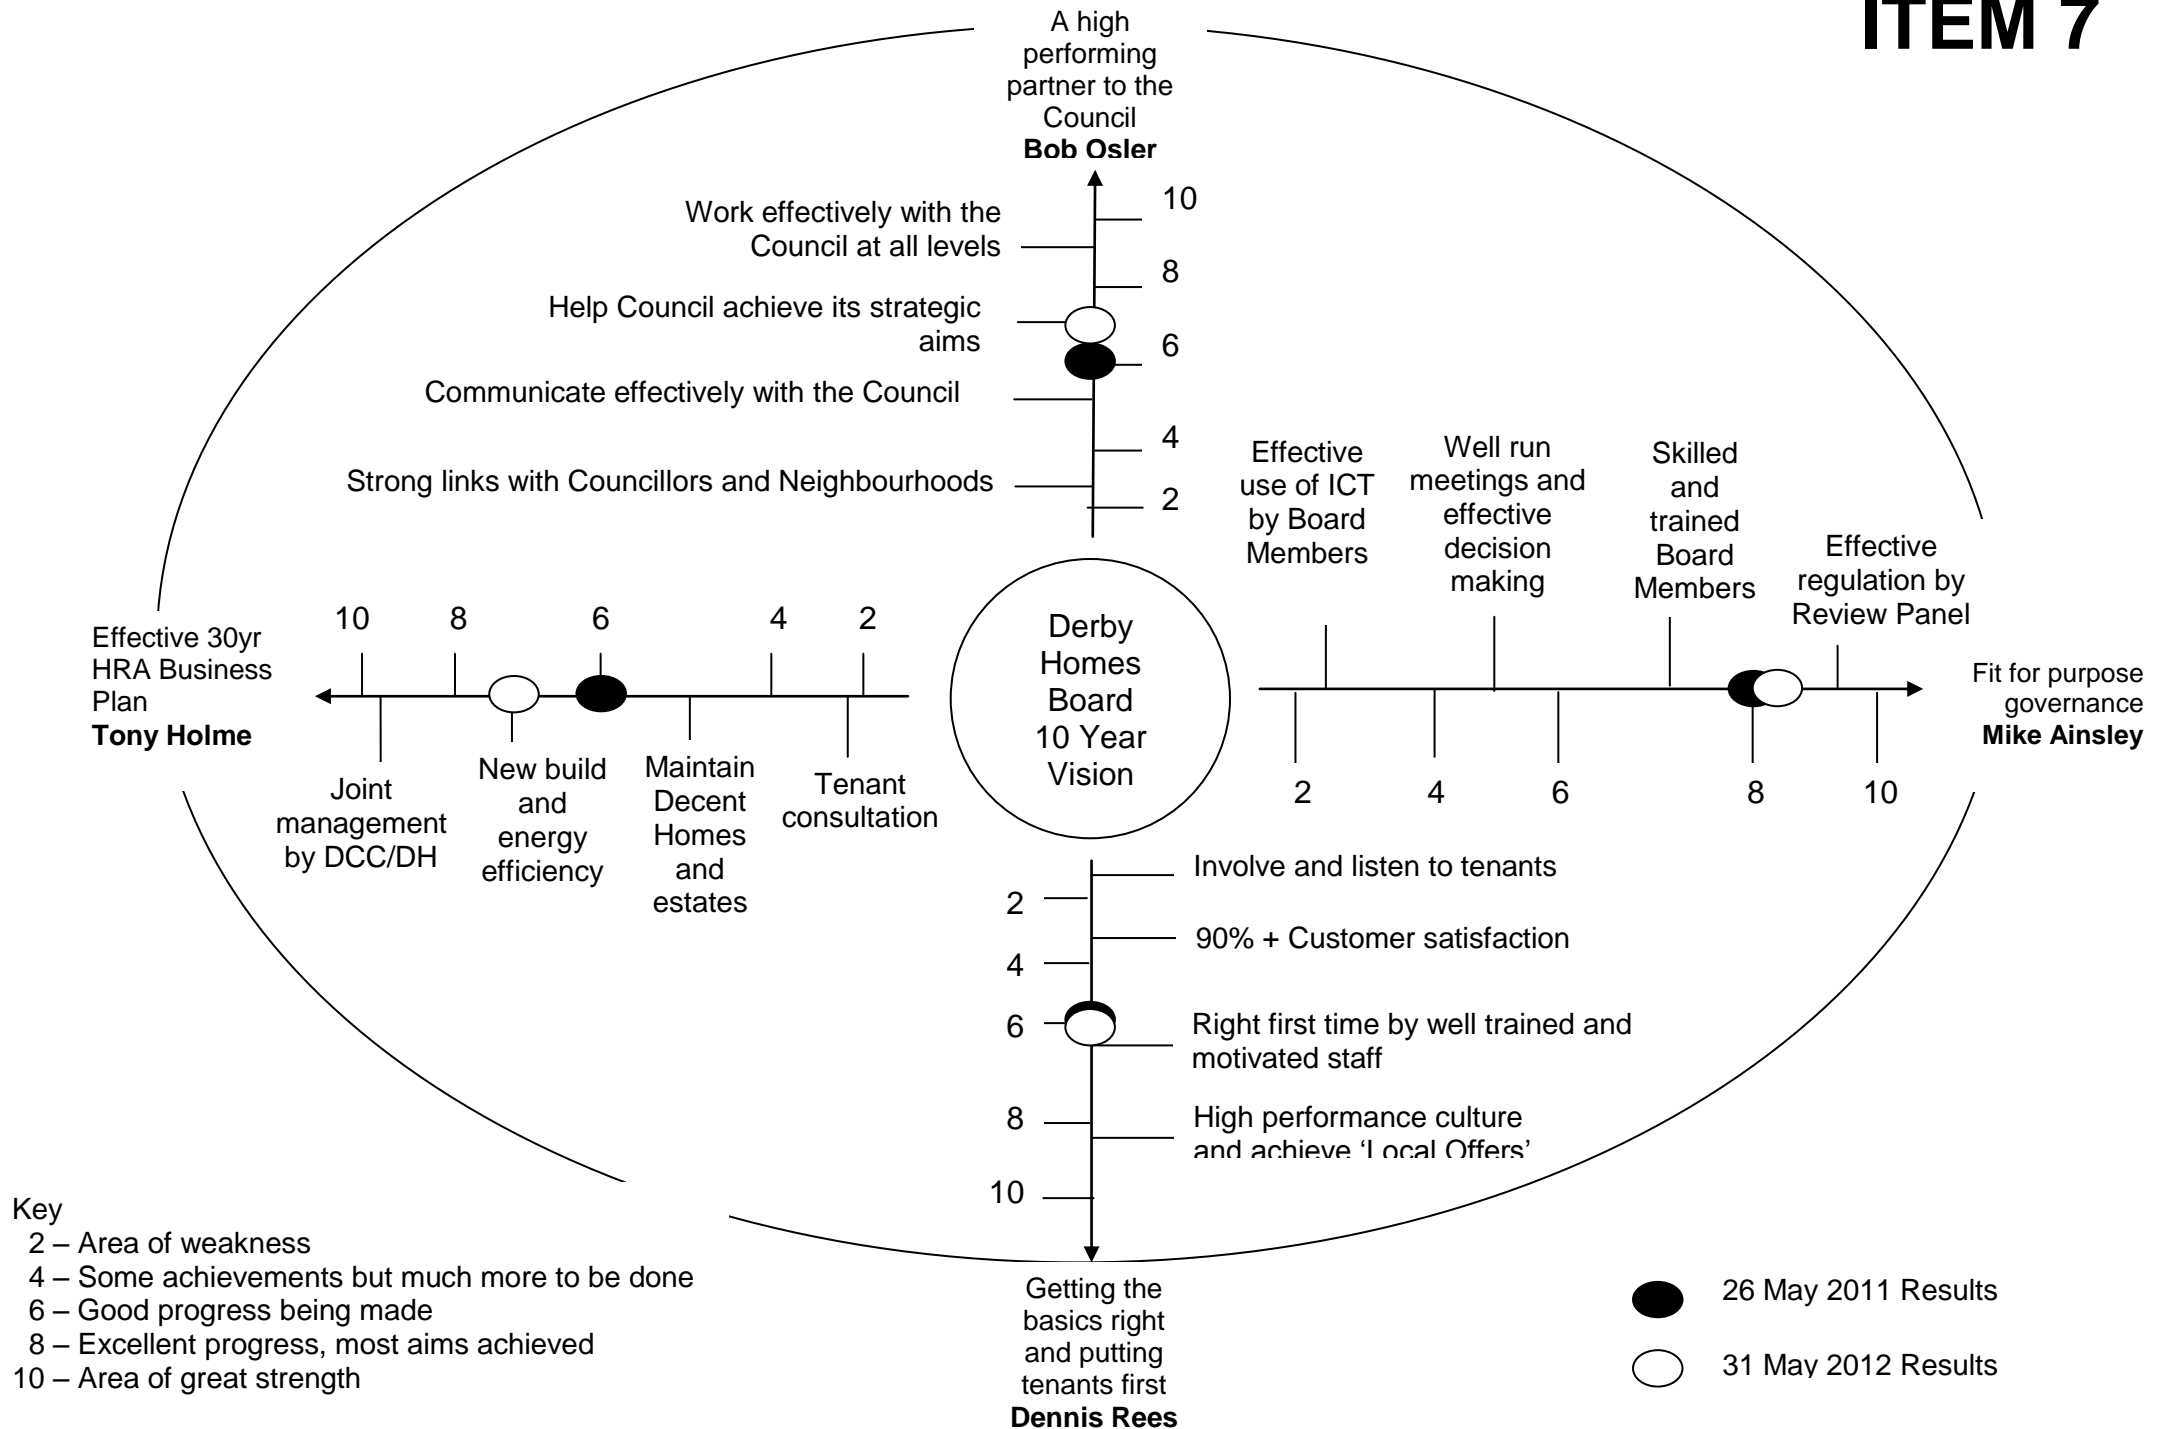 ITEM 7
A high
performing
partner to the
Council
Bob Osler
10
8
6
4
2
Work effectively with the
Council at all levels
Help Council achieve its strategic
aims
Communicate effectively with the Council
Strong links with Councillors and Neighbourhoods
Effective
use of ICT
by Board
Members
Well run
meetings and
effective
decision
making
Skilled
and
trained
Board
Members
Effective
regulation by
Review Panel
Fit for purpose
governance
Mike Ainsley
2
4
6
8
10
Effective 30yr
HRA Business
Plan
Tony Holme
10
8
6
4
2
Joint
management
by DCC/DH
New build
and
energy
efficiency
Maintain
Decent
Homes
and
estates
Tenant
consultation
Derby
Homes
Board
10 Year
Vision
2
4
6
8
10
Involve and listen to tenants
90% + Customer satisfaction
Right first time by well trained and
motivated staff
High performance culture
and achieve ‘Local Offers’
Getting the
basics right
and putting
tenants first
Dennis Rees
Key
2 – Area of weakness
4 – Some achievements but much more to be done
6 – Good progress being made
8 – Excellent progress, most aims achieved
10 – Area of great strength
26 May 2011 Results
31 May 2012 Results